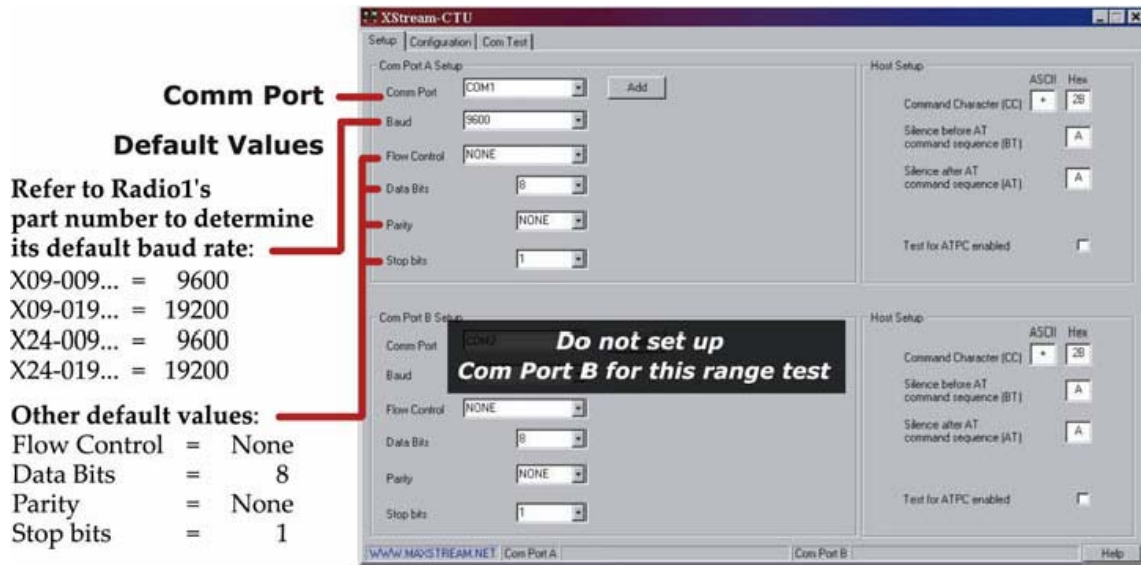 Comm Port
Default Values
Refer to Radio1's
part number to determine
its default baud rate:
X09-009... = 9600
X09-019... = 19200
X24-009... = 9600
X24-019... = 19200
Other default values:
Flow Control = None
Data Bits = 8
Parity = None
Stop bits = 1
XStream-CTU
Setup Configuration Com Test
Com Port A Setup
Comm Port COM1 Add
Baud 9600
Flow Control NONE
Data Bits 8
Parity NONE
Stop bits 1
Host Setup
ASCII Hex
Command Character (CC) + 2B
Silence before AT
command sequence (BT) A
Silence after AT
command sequence (AT) A
Test for ATPC enabled
Com Port B Setup
Comm Port COM2
Baud
Do not set up
Com Port B for this range test
Flow Control NONE
Data Bits 8
Parity NONE
Stop bits 1
Host Setup
ASCII Hex
Command Character (CC) + 2B
Silence before AT
command sequence (BT) A
Silence after AT
command sequence (AT) A
Test for ATPC enabled
WWW.MAXSTREAM.NET Com Port A Com Port B Help